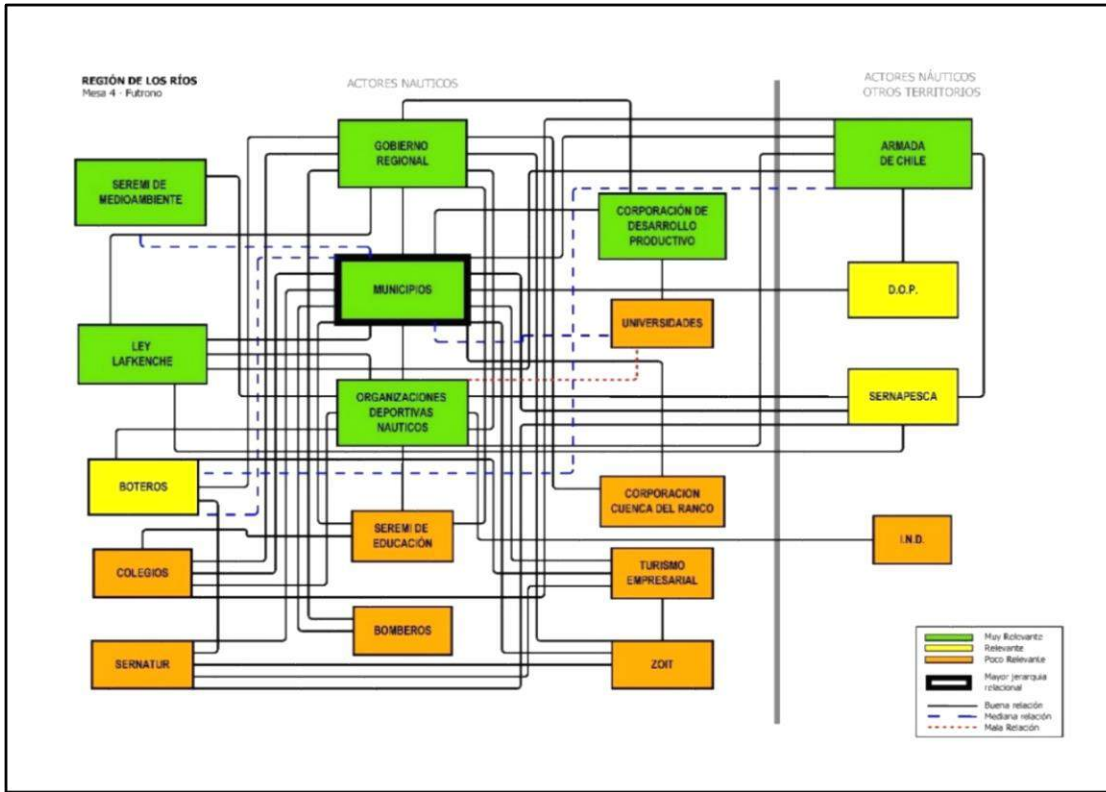 REGIÓN DE LOS RÍOS
Mesa 4 - Futrono
ACTORES NAUTICOS
ACTORES NÁUTICOS
OTROS TERRITORIOS
GOBIERNO
REGIONAL
ARMADA
DE CHILE
SEREMI DE
MEDIOAMBIENTE
CORPORACIÓN DE
DESARROLLO
PRODUCTIVO
MUNICIPIOS
D.O.P.
UNIVERSIDADES
LEY
LAFKENCHE
ORGANIZACIONES
DEPORTIVAS
NAUTICOS
SERNAPESCA
BOTEROS
CORPORACION
CUENCA DEL RANCO
SEREMI DE
EDUCACIÓN
I.N.D.
COLEGIOS
TURISMO
EMPRESARIAL
BOMBEROS
SERNATUR
ZOIT
Muy Relevante
Relevante
Poco Relevante
Mayor jerarquia
relacional
Buena relación
Mediana relación
Mala Relación